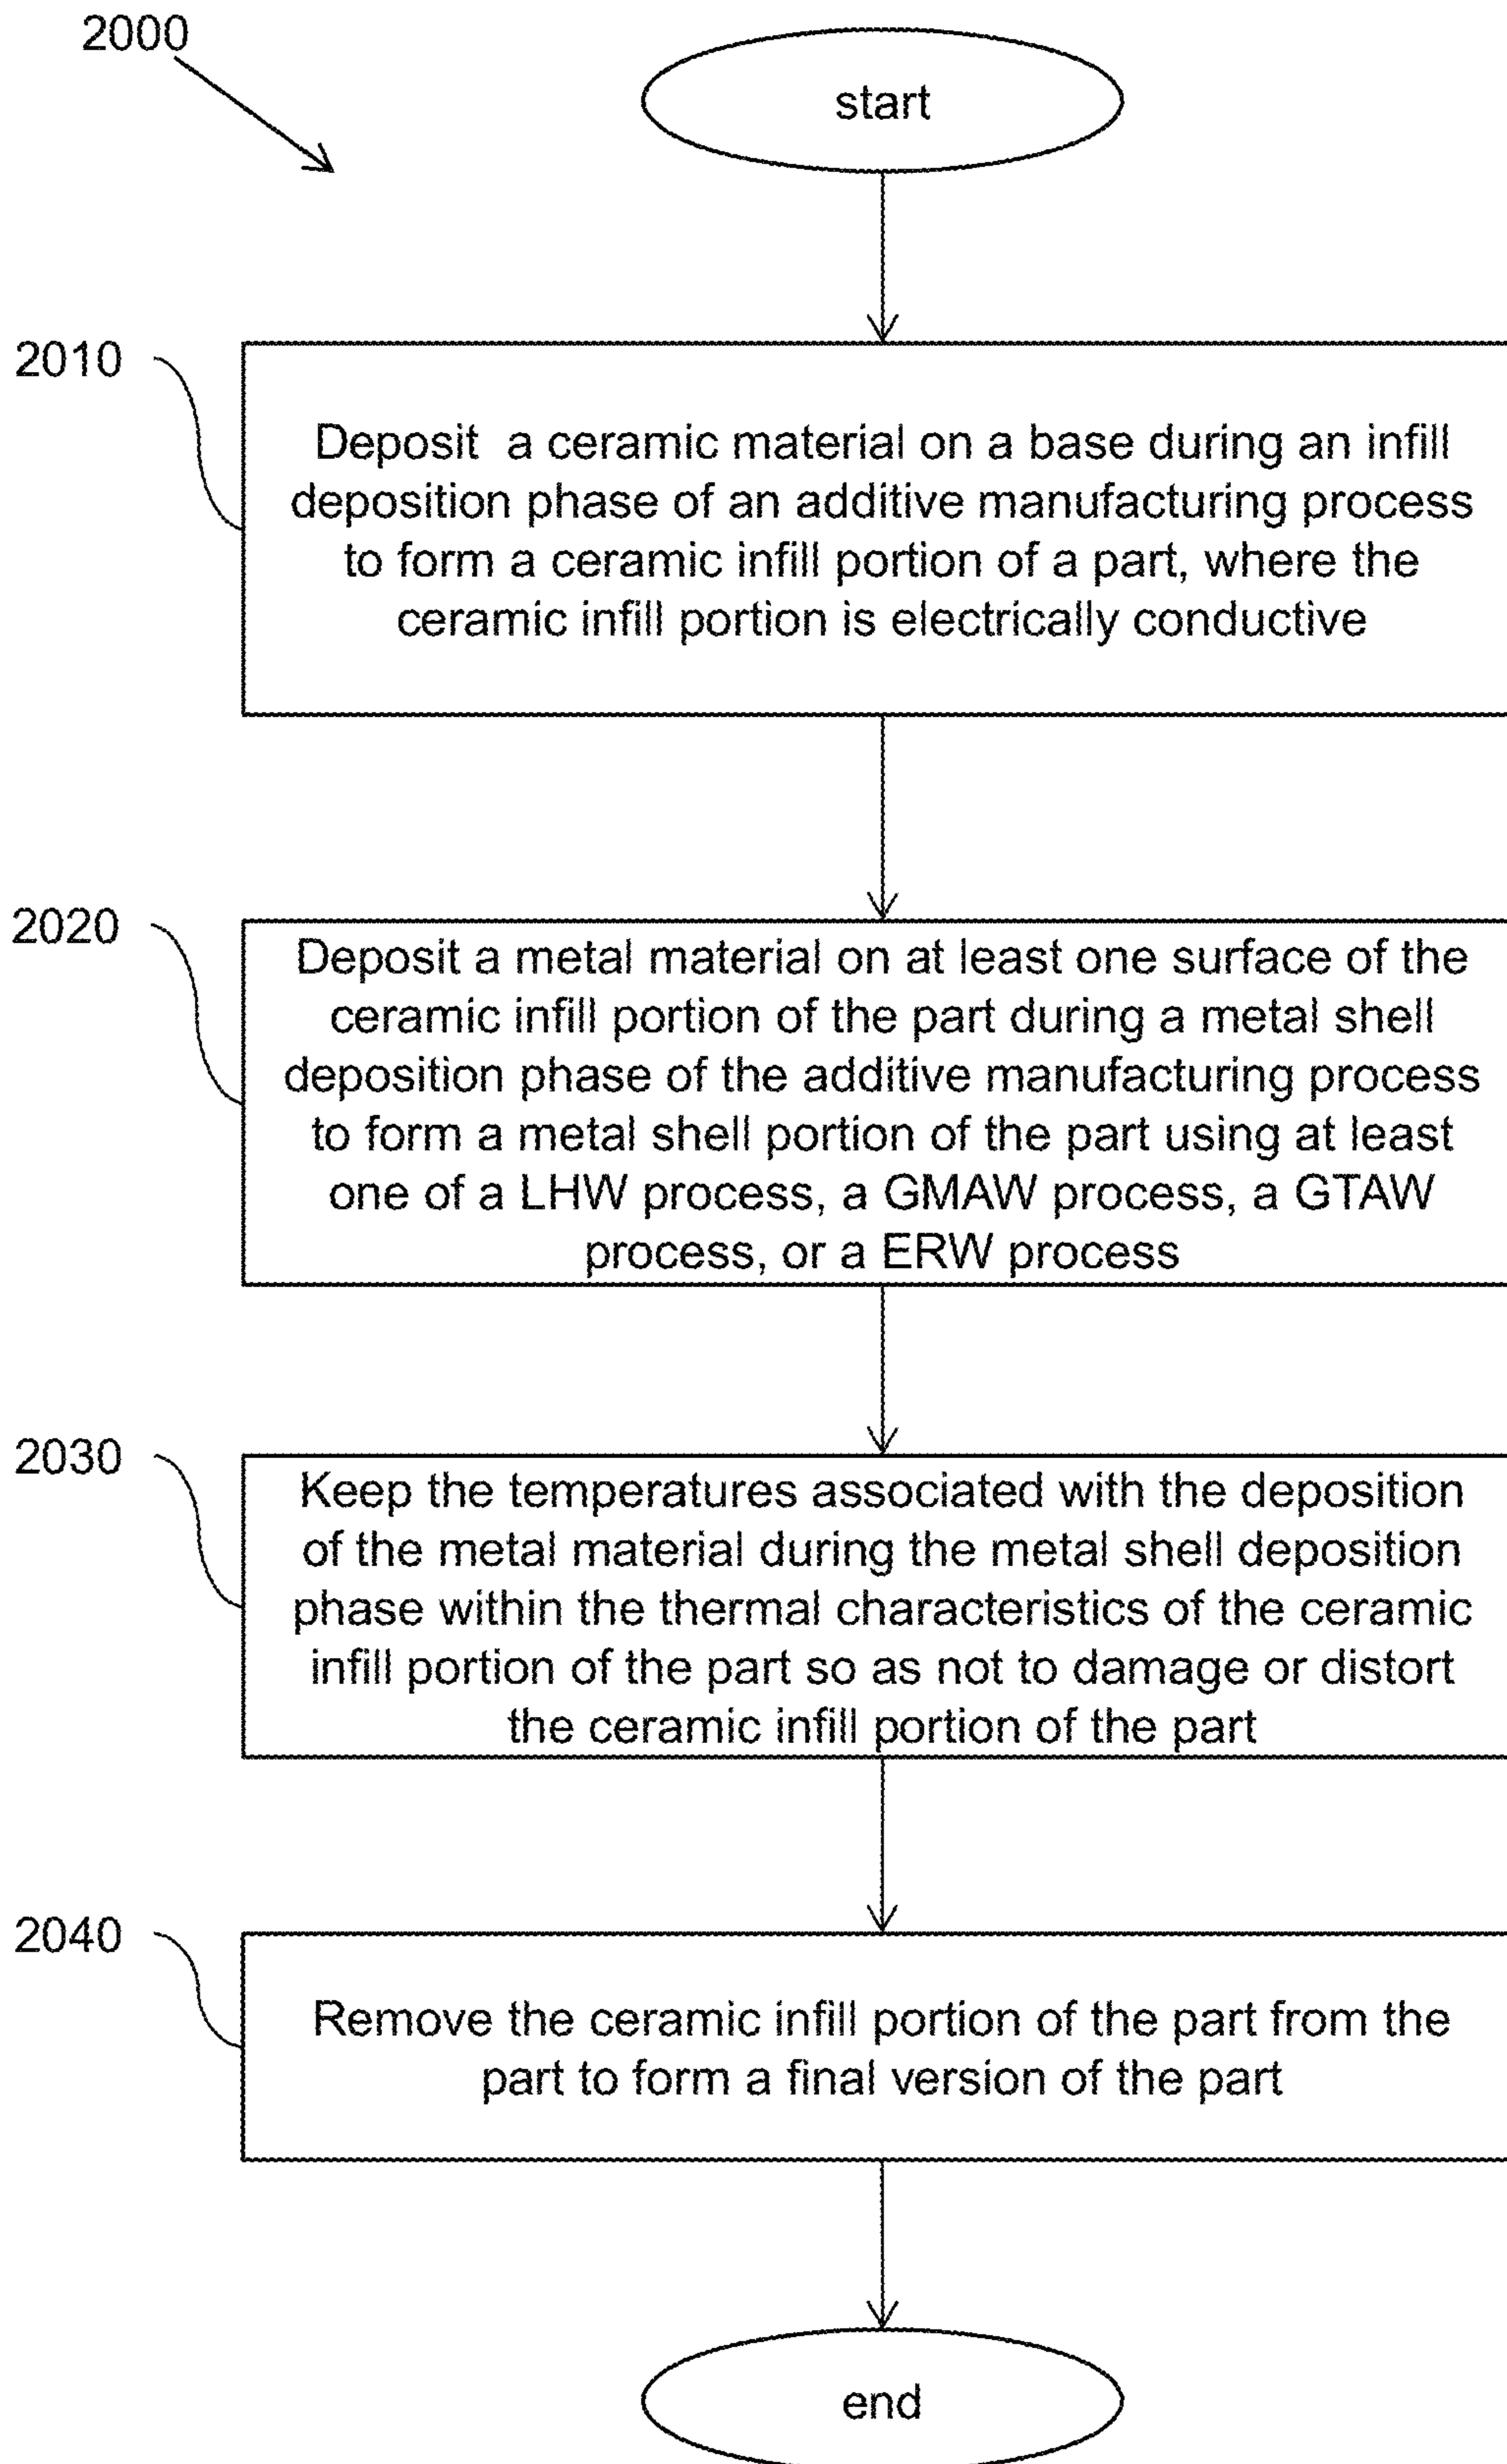 2000
start
2010
Deposit a ceramic material on a base during an infill
deposition phase of an additive manufacturing process
to form a ceramic infill portion of a part, where the
ceramic infill portion is electrically conductive
2020
Deposit a metal material on at least one surface of the
ceramic infill portion of the part during a metal shell
deposition phase of the additive manufacturing process
to form a metal shell portion of the part using at least
one of a LHW process, a GMAW process, a GTAW
process, or a ERW process
2030
Keep the temperatures associated with the deposition
of the metal material during the metal shell deposition
phase within the thermal characteristics of the ceramic
infill portion of the part so as not to damage or distort
the ceramic infill portion of the part
2040
Remove the ceramic infill portion of the part from the
part to form a final version of the part
end